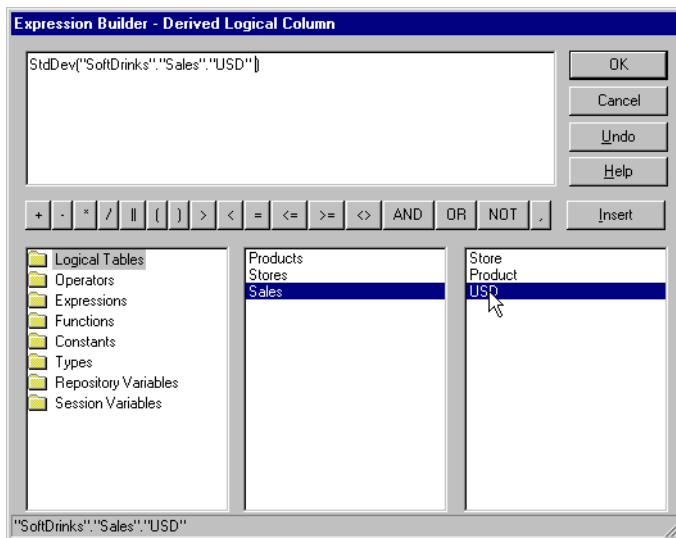 Expression Builder - Derived Logical Column
StdDev("SoftDrinks"."Sales"."USD" )
OK
Cancel
Undo
Help
+ - * / || ( ) > < = <= >= <> AND OR NOT , Insert
Logical Tables
Operators
Expressions
Functions
Constants
Types
Repository Variables
Session Variables
Products
Stores
Sales
Store
Product
USD
"SoftDrinks"."Sales"."USD"